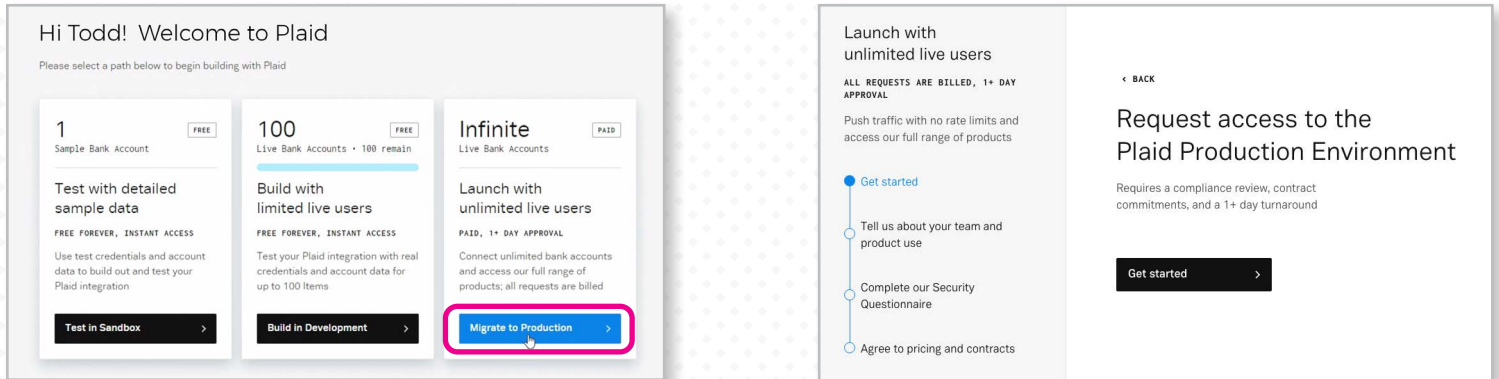 Hi Todd! Welcome to Plaid
Please select a path below to begin building with Plaid
1
FREE
Sample Bank Account
Test with detailed
sample data
FREE FOREVER, INSTANT ACCESS
Use test credentials and account
data to build out and test your
Plaid integration
Test in Sandbox
100
FREE
Live Bank Accounts • 100 remain
Build with
limited live users
FREE FOREVER, INSTANT ACCESS
Test your Plaid integration with real
credentials and account data for
up to 100 Items
Build in Development
Infinite
PAID
Live Bank Accounts
Launch with
unlimited live users
PAID, 1+ DAY APPROVAL
Connect unlimited bank accounts
and access our full range of
products; all requests are billed
Migrate to Production
Launch with
unlimited live users
ALL REQUESTS ARE BILLED, 1+ DAY
APPROVAL
Push traffic with no rate limits and
access our full range of products
Get started
Tell us about your team and
product use
Complete our Security
Questionnaire
Agree to pricing and contracts
‹ BACK
Request access to the
Plaid Production Environment
Requires a compliance review, contract
commitments, and a 1+ day turnaround
Get started